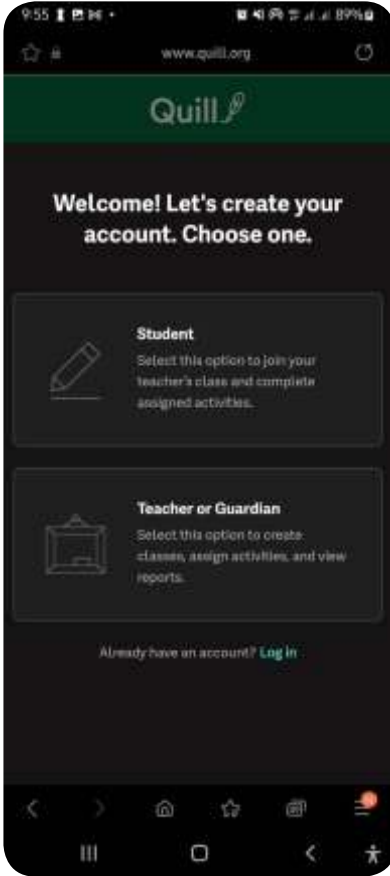 9:55
89%
www.quill.org
Quill
Welcome! Let's create your
account. Choose one.
Student
Select this option to join your
teacher's class and complete
assigned activities.
Teacher or Guardian
Select this option to create
classes, assign activities, and view
reports.
Already have an account? Log in